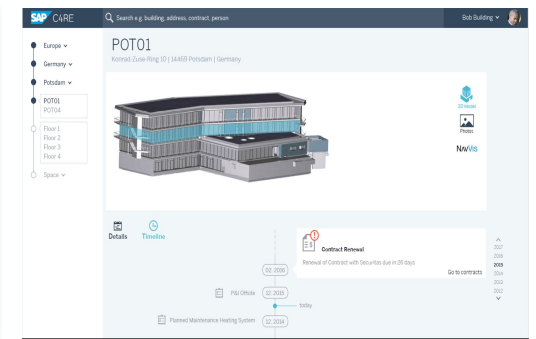 SAP C4RE
Search e.g. building, address. contract, person
Bob Building
Europe
Germany
Potsdam
POT01
POT04
Floor 1
Floor 2
Floor 3
Floor 4
Space
POT01
Konrad-Zuse-Ring 10 | 14469 Potsdam | Germany
3D Viewer
Photos
NAVVIS
Details
Timeline
Contract Renewal
Renewal of Contract with Securitas due in 26 days
Go to contracts
02, 2016
P&I Offsite
12, 2015
today
Planned Maintenance Heating System
12, 2014
2017
2016
2015
2014
2013
2012